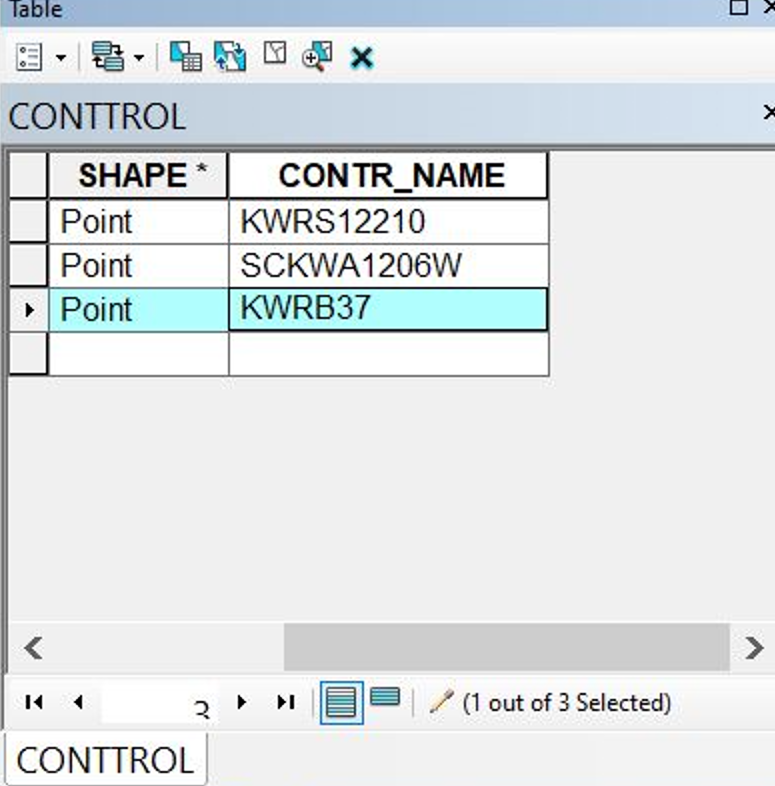 Table
CONTTROL
SHAPE * CONTR_NAME
Point KWRS12210
Point SCKWA1206W
Point KWRB37
3 (1 out of 3 Selected)
CONTTROL